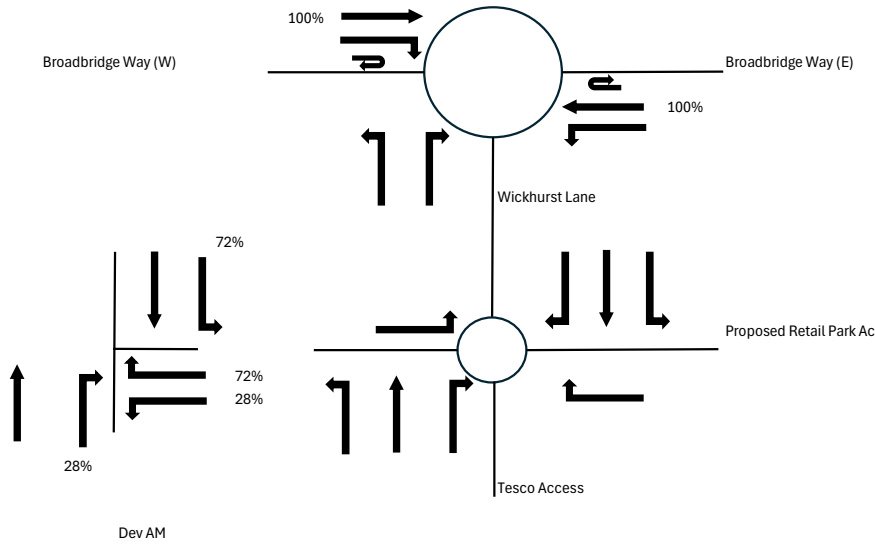 100%
Broadbridge Way (W)
Broadbridge Way (E)
100%
Wickhurst Lane
72%
Proposed Retail Park Ac
72%
28%
28%
Tesco Access
Dev AM